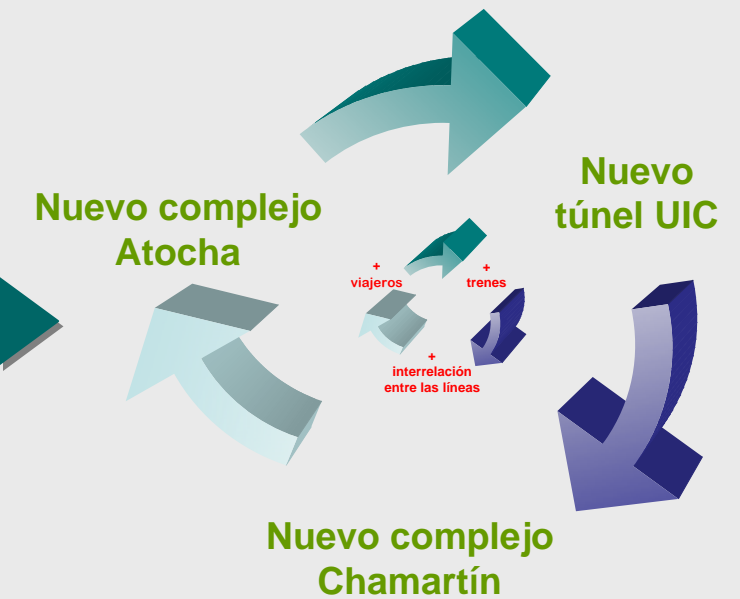 Nuevo complejo
Atocha
Nuevo
túnel UIC
+
viajeros
+
trenes
+
interrelación
entre las líneas
Nuevo complejo
Chamartín